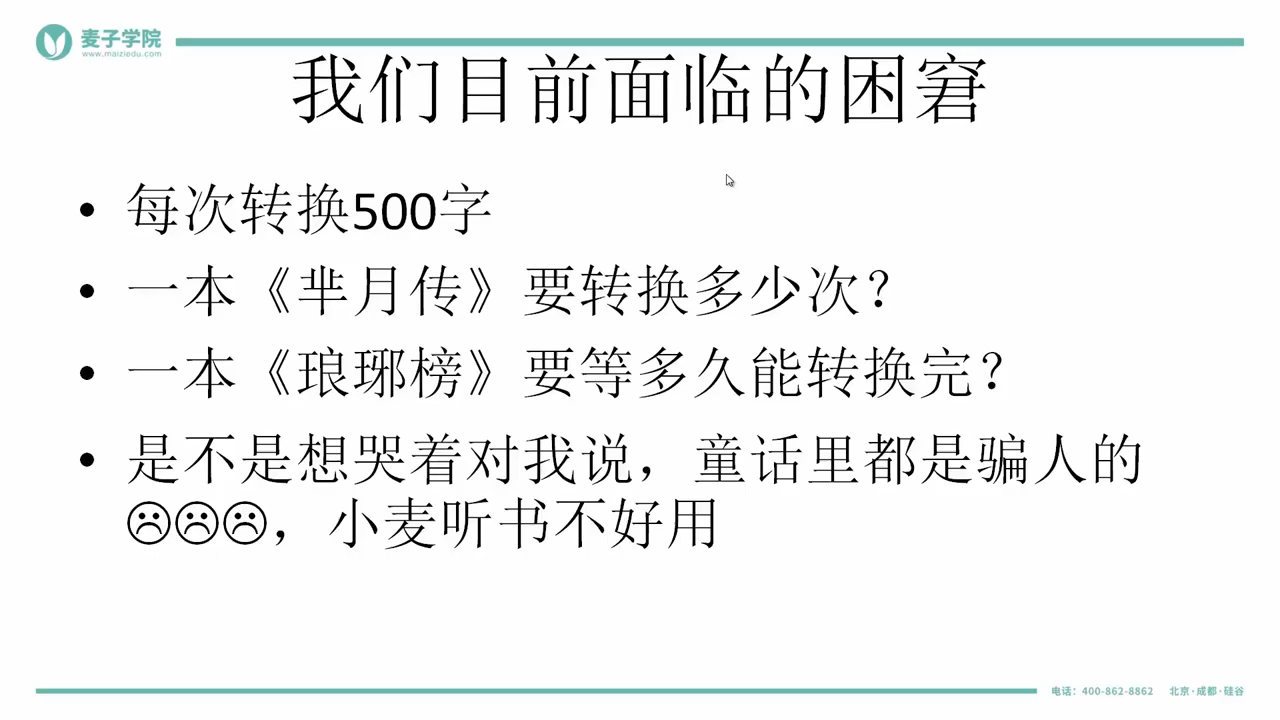 麦子学院
www.maiziedu.com
我们目前面临的困窘
• 每次转换500字
• 一本《芈月传》要转换多少次？
• 一本《琅琊榜》要等多久能转换完？
• 是不是想哭着对我说，童话里都是骗人的
☹☹☹，小麦听书不好用
电话：400-862-8862 北京·成都·硅谷